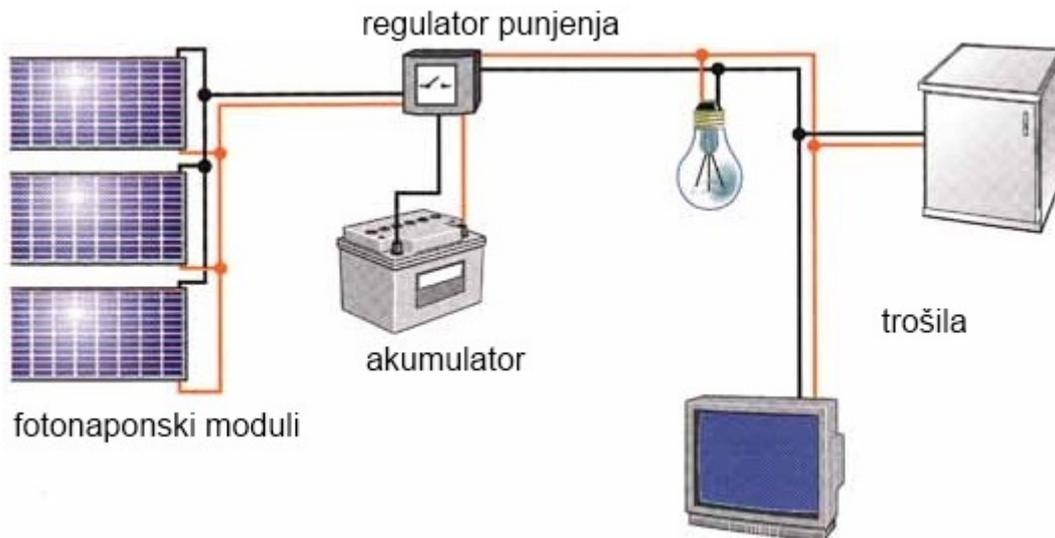 regulator punjenja
akumulator
trošila
fotonaponski moduli